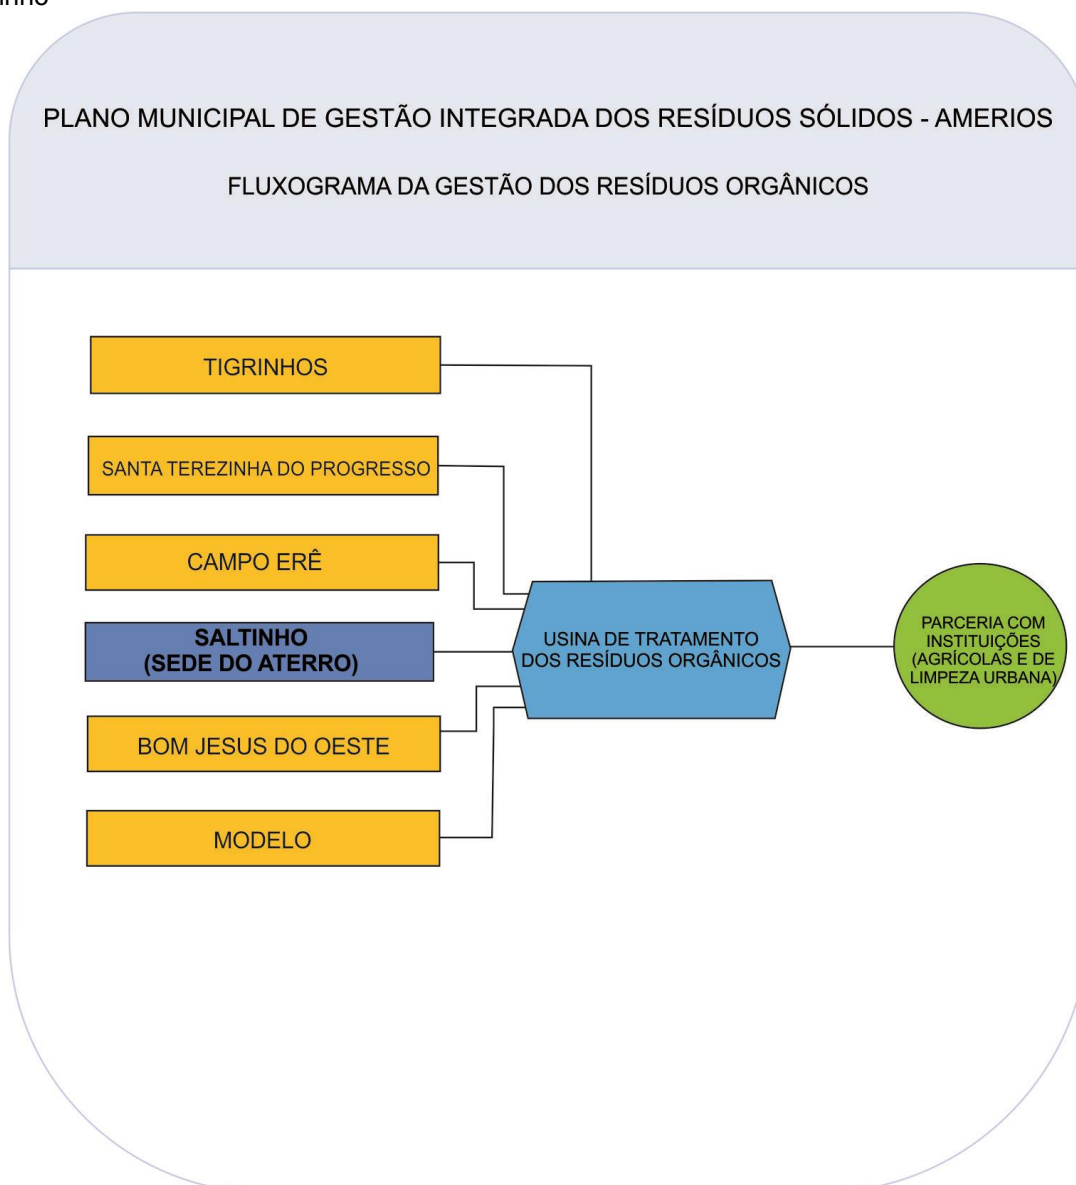 PLANO MUNICIPAL DE GESTÃO INTEGRADA DOS RESÍDUOS SÓLIDOS - AMERIOS
FLUXOGRAMA DA GESTÃO DOS RESÍDUOS ORGÂNICOS
TIGRINHOS
SANTA TEREZINHA DO PROGRESSO
CAMPO ERÊ
SALTINHO
(SEDE DO ATERRO)
BOM JESUS DO OESTE
MODELO
USINA DE TRATAMENTO
DOS RESÍDUOS ORGÂNICOS
PARCERIA COM
INSTITUIÇÕES
(AGRÍCOLAS E DE
LIMPEZA URBANA)